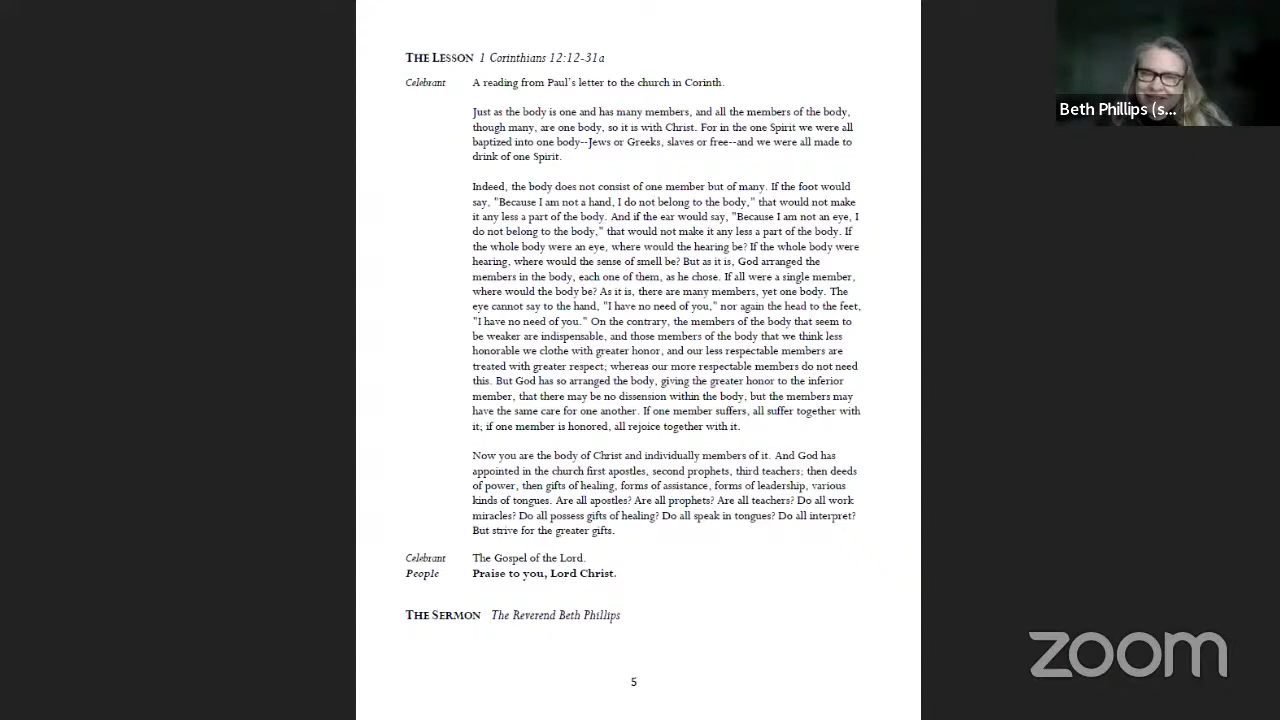 THE LESSON 1 Corinthians 12:12-31a
Celebrant A reading from Paul's letter to the church in Corinth.
Just as the body is one and has many members, and all the members of the body,
though many, are one body, so it is with Christ. For in the one Spirit we were all
baptized into one body--Jews or Greeks, slaves or free--and we were all made to
drink of one Spirit.
Indeed, the body does not consist of one member but of many. If the foot would
say, "Because I am not a hand, I do not belong to the body," that would not make
it any less a part of the body. And if the ear would say, "Because I am not an eye, I
do not belong to the body," that would not make it any less a part of the body. If
the whole body were an eye, where would the hearing be? If the whole body were
hearing, where would the sense of smell be? But as it is, God arranged the
members in the body, each one of them, as he chose. If all were a single member,
where would the body be? As it is, there are many members, yet one body. The
eye cannot say to the hand, "I have no need of you," nor again the head to the feet,
"I have no need of you." On the contrary, the members of the body that seem to
be weaker are indispensable, and those members of the body that we think less
honorable we clothe with greater honor, and our less respectable members are
treated with greater respect; whereas our more respectable members do not need
this. But God has so arranged the body, giving the greater honor to the inferior
member, that there may be no dissension within the body, but the members may
have the same care for one another. If one member suffers, all suffer together with
it; if one member is honored, all rejoice together with it.
Now you are the body of Christ and individually members of it. And God has
appointed in the church first apostles, second prophets, third teachers; then deeds
of power, then gifts of healing, forms of assistance, forms of leadership, various
kinds of tongues. Are all apostles? Are all prophets? Are all teachers? Do all work
miracles? Do all possess gifts of healing? Do all speak in tongues? Do all interpret?
But strive for the greater gifts.
Celebrant The Gospel of the Lord.
People Praise to you, Lord Christ.
THE SERMON The Reverend Beth Phillips
5
Beth Phillips (s...
zoom